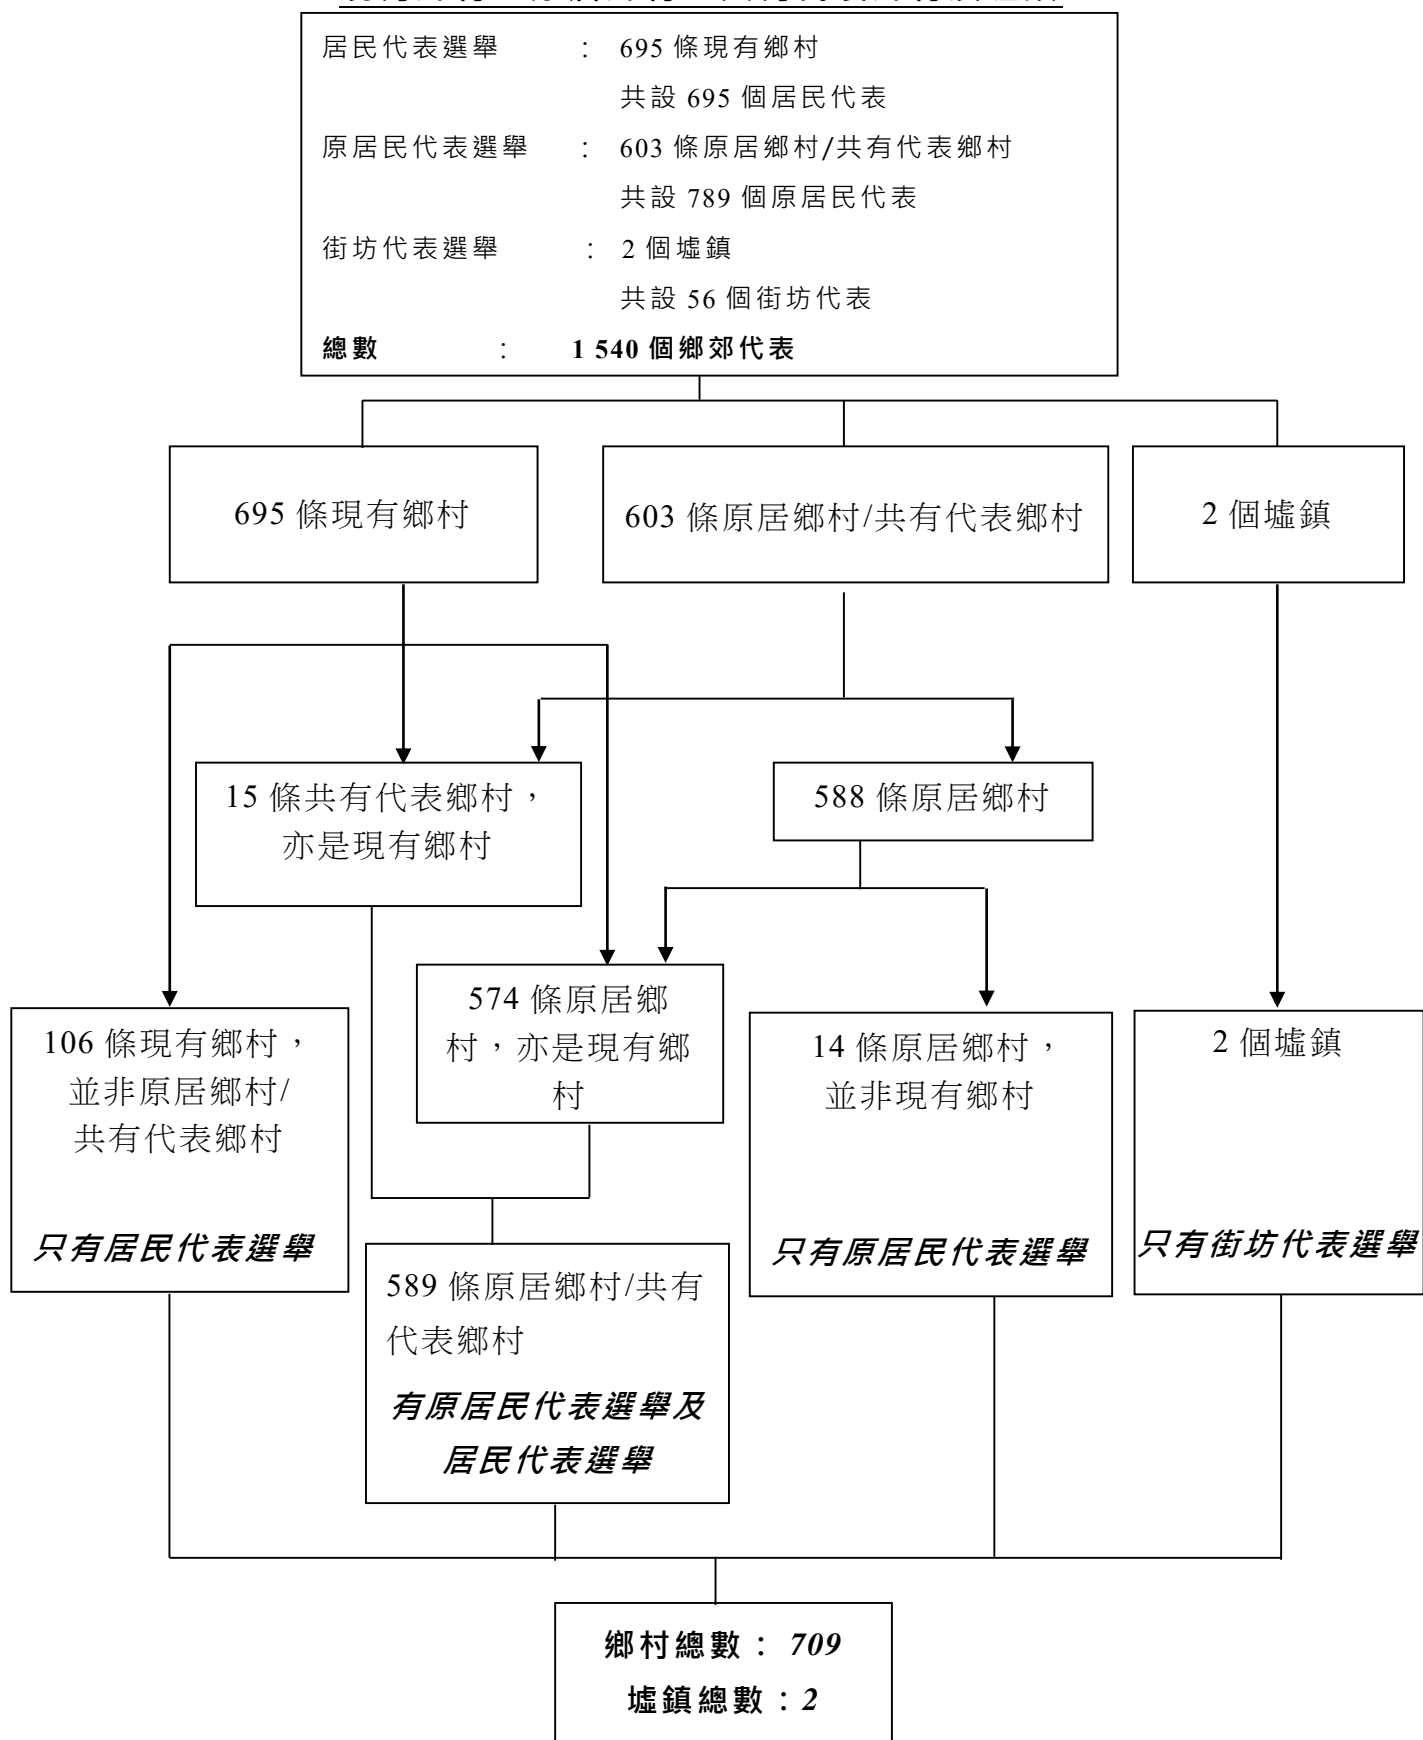 居民代表選舉 : 695 條現有鄉村
共設 695 個居民代表
原居民代表選舉 : 603 條原居鄉村/共有代表鄉村
共設 789 個原居民代表
街坊代表選舉 : 2 個墟鎮
共設 56 個街坊代表
總數 : 1 540 個鄉郊代表
695 條現有鄉村
603 條原居鄉村/共有代表鄉村
2 個墟鎮
15 條共有代表鄉村，
亦是現有鄉村
588 條原居鄉村
106 條現有鄉村，
並非原居鄉村/
共有代表鄉村
只有居民代表選舉
574 條原居鄉
村，亦是現有鄉
村
14 條原居鄉村，
並非現有鄉村
只有原居民代表選舉
2 個墟鎮
只有街坊代表選舉
589 條原居鄉村/共有
代表鄉村
有原居民代表選舉及
居民代表選舉
鄉村總數： 709
墟鎮總數：2